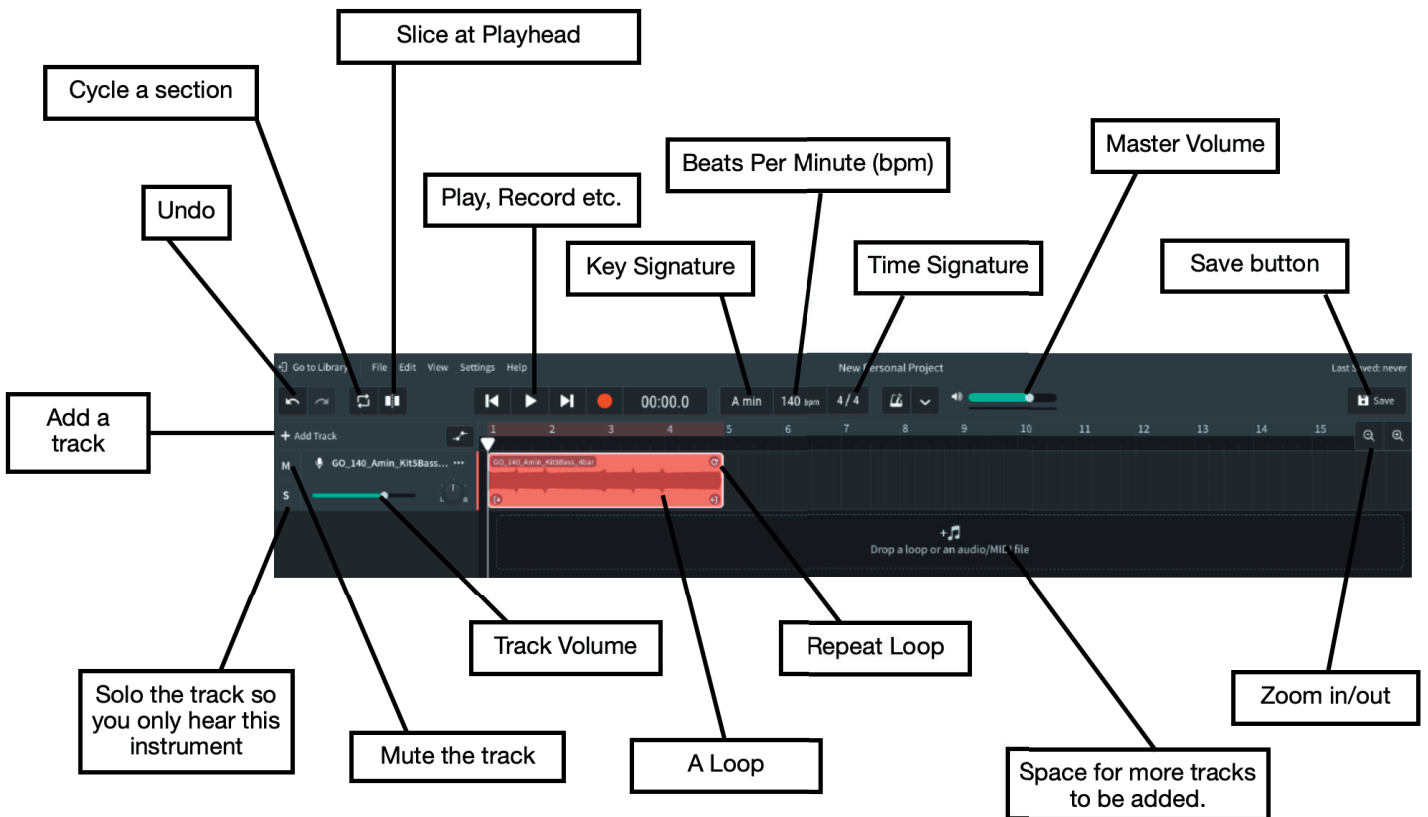 Slice at Playhead
Cycle a section
Master Volume
Beats Per Minute (bpm)
Play, Record etc.
Undo
Key Signature
Time Signature
Save button
Go to Library File Edit View Settings Help New Personal Project Last Saved: never
00:00.0 A min 140 bpm 4 / 4 Save
Add a
track
+ Add Track 1 2 3 4 5 6 7 8 9 10 11 12 13 14 15
M GO_140_Amin_Kit5Bass... GO_140_Amin_Kit5Bass_4bar
S L R
Drop a loop or an audio/MIDI file
Track Volume
Repeat Loop
Solo the track so
you only hear this
instrument
Zoom in/out
Mute the track
A Loop
Space for more tracks
to be added.